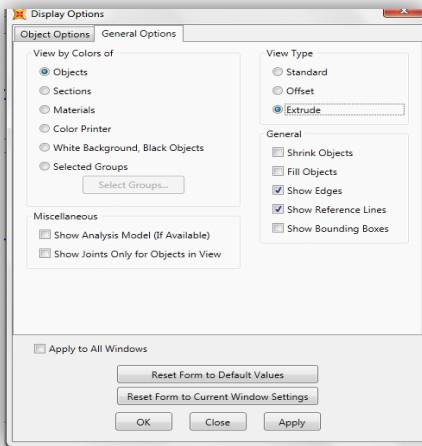 Display Options
Object Options
General Options
View by Colors of
Objects
Sections
Materials
Color Printer
White Background, Black Objects
Selected Groups
Select Groups...
Miscellaneous
Show Analysis Model (If Available)
Show Joints Only for Objects in View
View Type
Standard
Offset
Extrude
General
Shrink Objects
Fill Objects
Show Edges
Show Reference Lines
Show Bounding Boxes
Apply to All Windows
Reset Form to Default Values
Reset Form to Current Window Settings
OK Close Apply